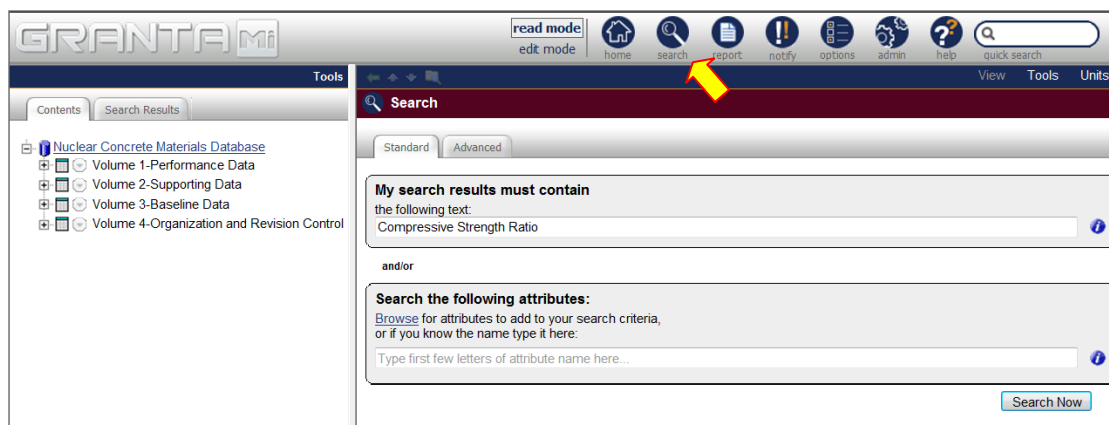 GRANTA Mi
read mode
edit mode
home
search
report
notify
options
admin
help
quick search
Tools
View Tools Units
Contents
Search Results
Search
Nuclear Concrete Materials Database
Volume 1-Performance Data
Volume 2-Supporting Data
Volume 3-Baseline Data
Volume 4-Organization and Revision Control
Standard
Advanced
My search results must contain
the following text:
Compressive Strength Ratio
and/or
Search the following attributes:
Browse for attributes to add to your search criteria,
or if you know the name type it here:
Type first few letters of attribute name here...
Search Now